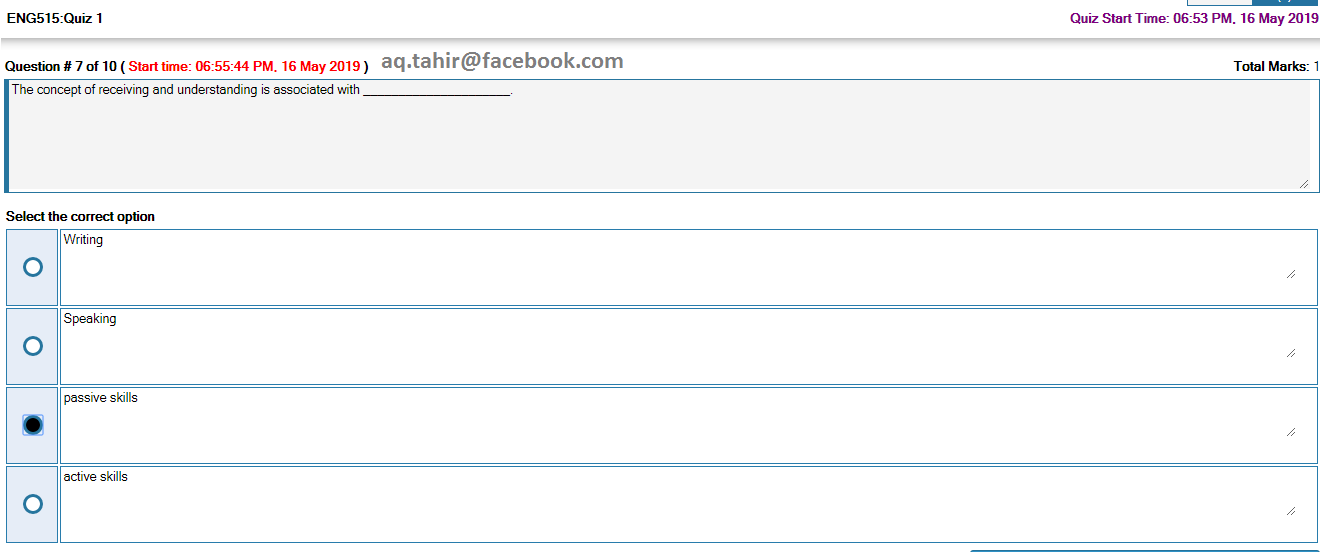 ENG515:Quiz 1
Quiz Start Time: 06:53 PM, 16 May 2019
Question # 7 of 10 ( Start time: 06:55:44 PM, 16 May 2019 ) aq.tahir@facebook.com
Total Marks: 1
The concept of receiving and understanding is associated with ______________________.
Select the correct option
Writing
Speaking
passive skills
active skills